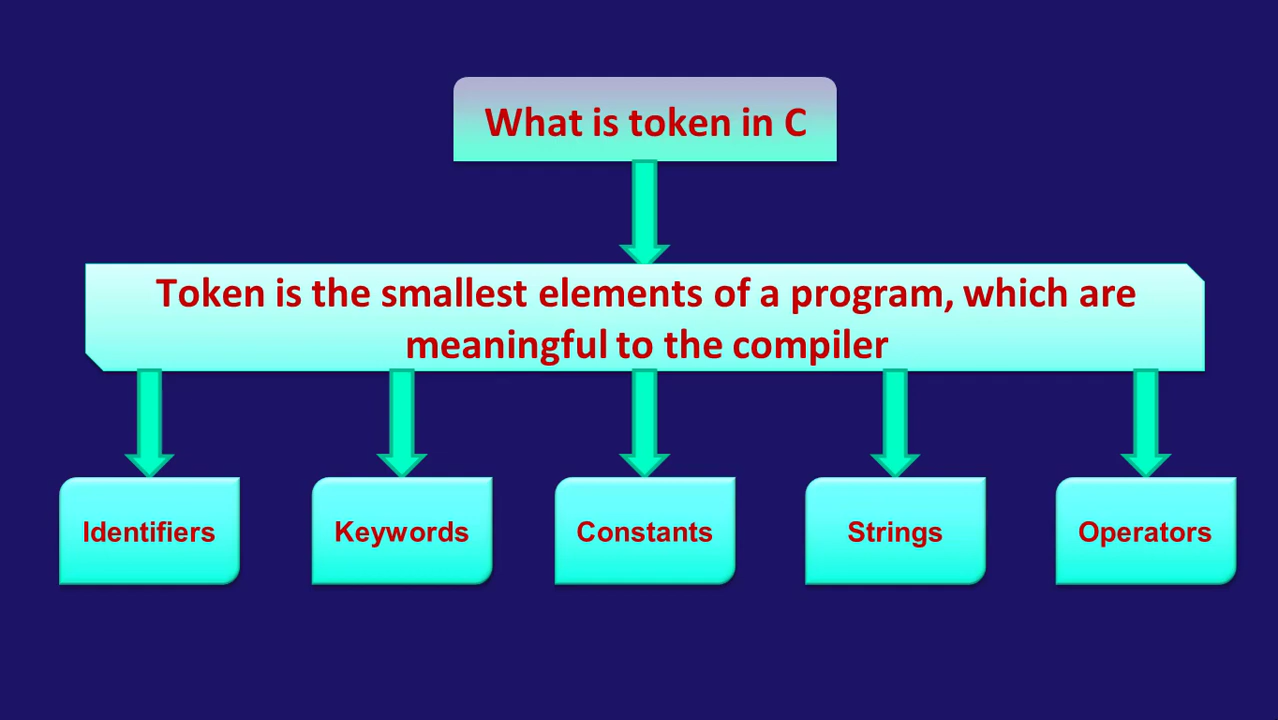 What is token in C
Token is the smallest elements of a program, which are
meaningful to the compiler
Identifiers
Keywords
Constants
Strings
Operators